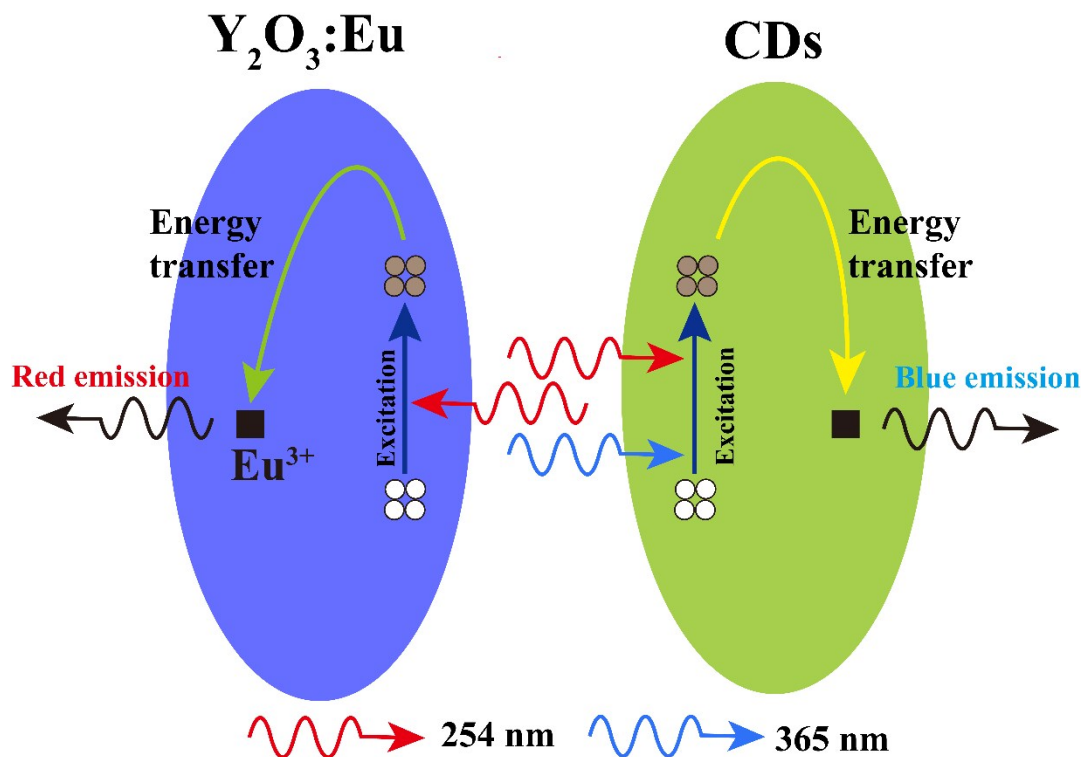 Y₂O₃:Eu
CDs
Energy
transfer
Energy
transfer
Excitation
Excitation
Red emission
Blue emission
Eu³⁺
254 nm
365 nm